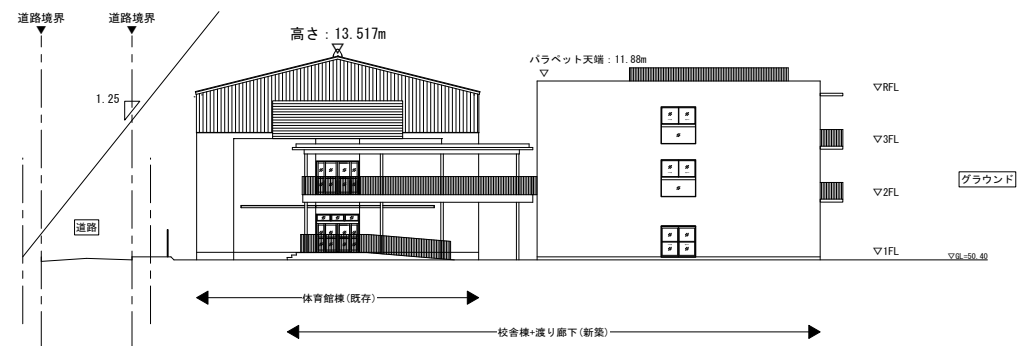 道路境界
道路境界
高さ：13.517m
パラペット天端：11.88m
1.25
▽RFL
▽3FL
▽2FL
▽1FL
グラウンド
道路
▽GL=50.40
体育館棟(既存)
校舎棟+渡り廊下(新築)